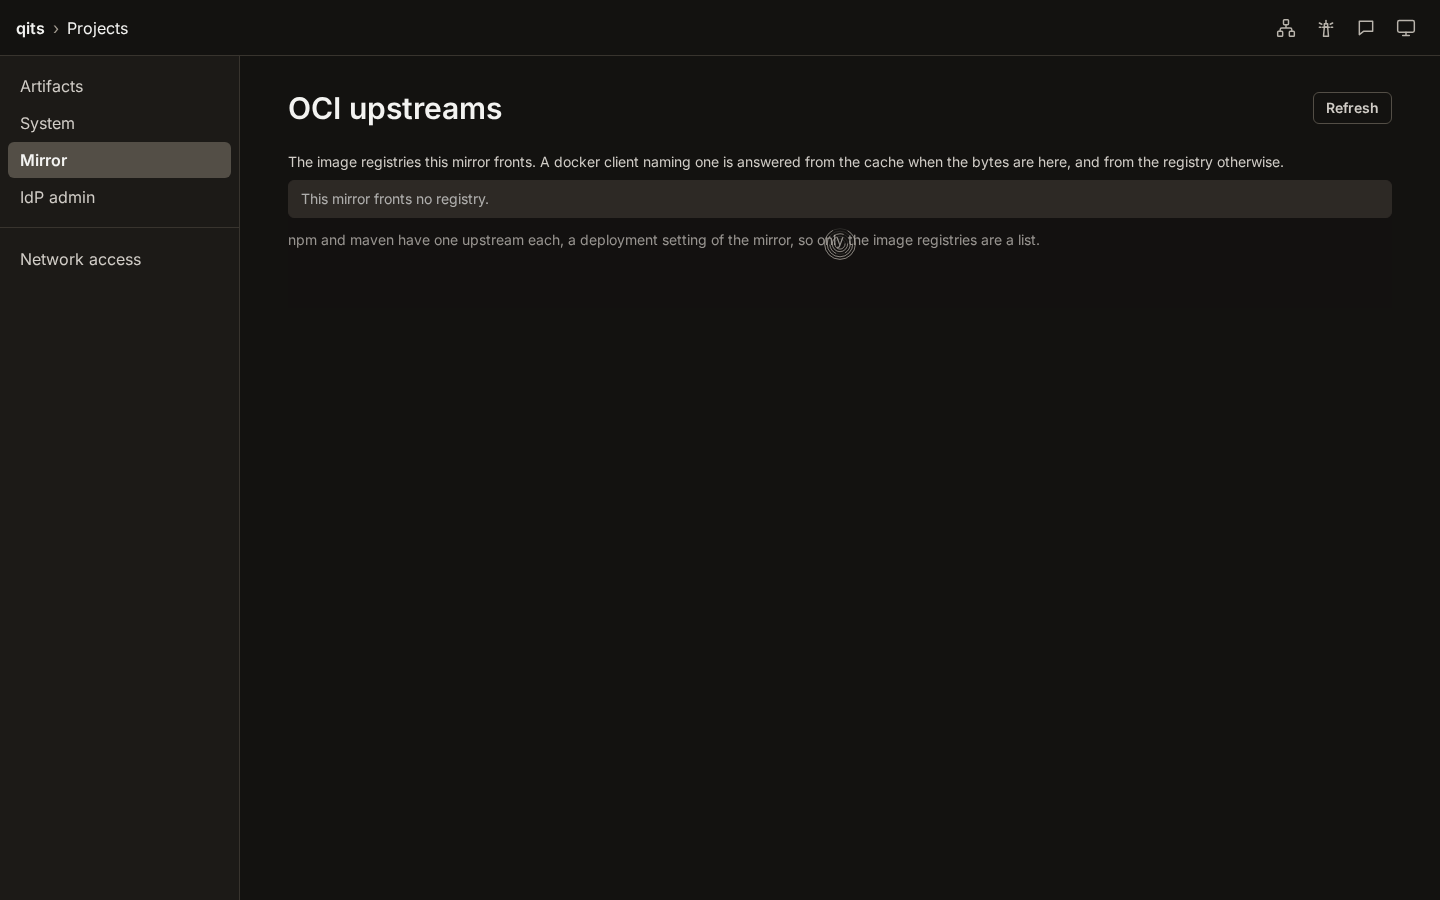 qits › Projects
Artifacts
System
Mirror
IdP admin
Network access
OCI upstreams
Refresh
The image registries this mirror fronts. A docker client naming one is answered from the cache when the bytes are here, and from the registry otherwise.
This mirror fronts no registry.
npm and maven have one upstream each, a deployment setting of the mirror, so only the image registries are a list.